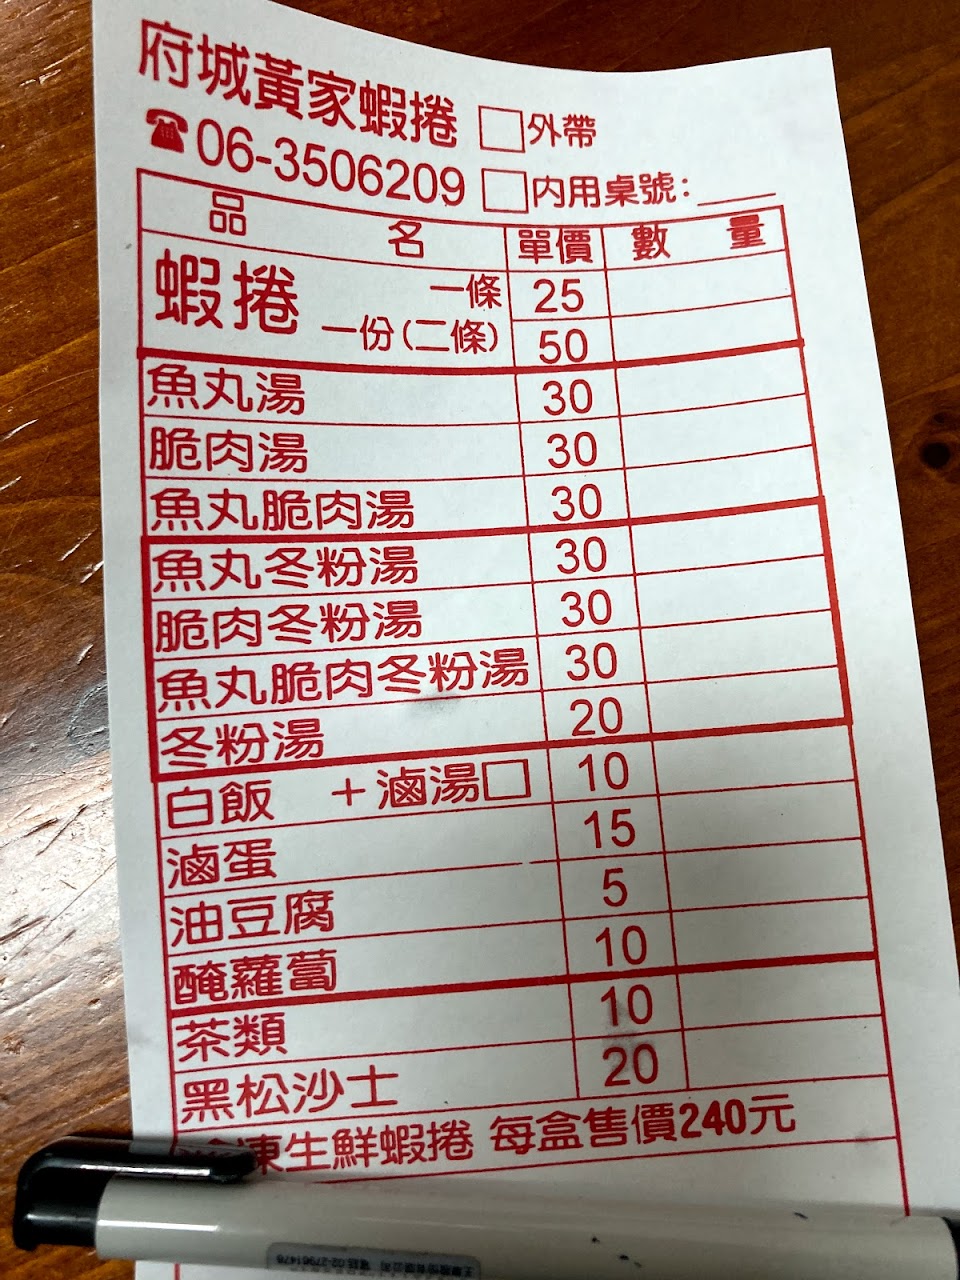 府城黃家蝦捲 □外帶
☎06-3506209 □內用桌號：____
品名 單價 數量
蝦捲 一條 25
一份(二條) 50
魚丸湯 30
脆肉湯 30
魚丸脆肉湯 30
魚丸冬粉湯 30
脆肉冬粉湯 30
魚丸脆肉冬粉湯 30
冬粉湯 20
白飯 +滷湯□ 10
滷蛋 15
油豆腐 5
醃蘿蔔 10
茶類 10
黑松沙士 20
凍生鮮蝦捲 每盒售價240元
電話:02-27961478